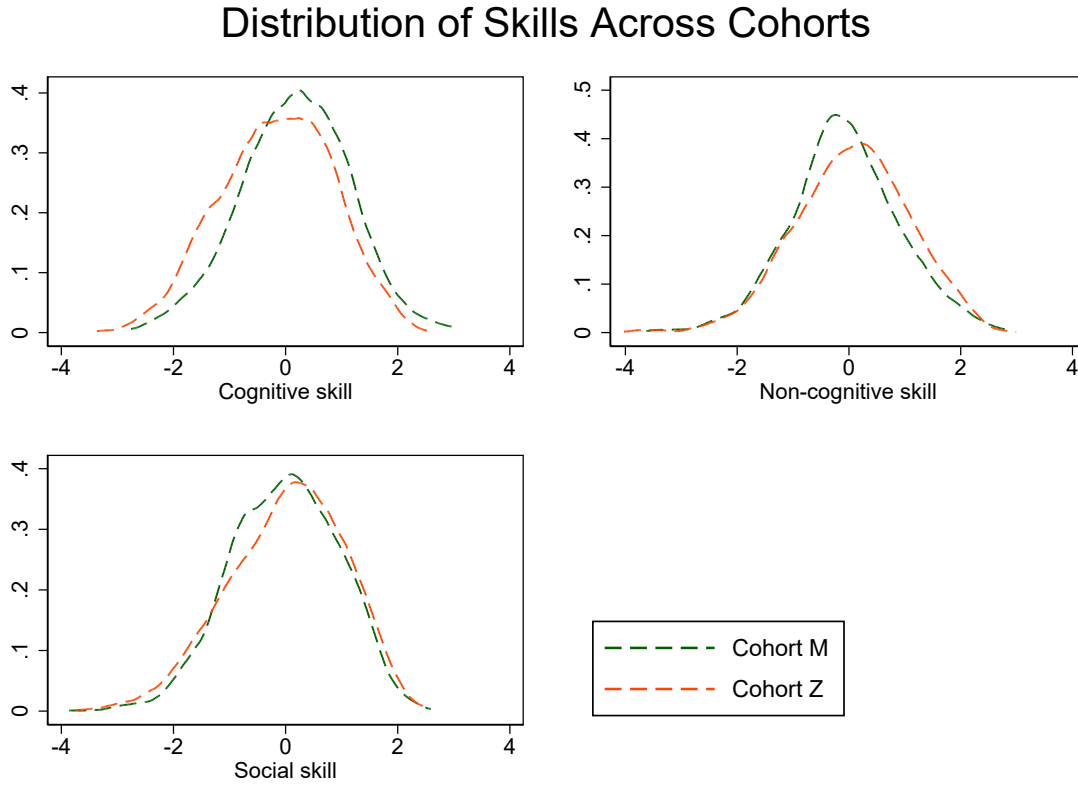 Distribution of Skills Across Cohorts
.4
.3
.2
.1
0
-4 -2 0 2 4
Cognitive skill
.5
.4
.3
.2
.1
0
-4 -2 0 2 4
Non-cognitive skill
.4
.3
.2
.1
0
-4 -2 0 2 4
Social skill
Cohort M
Cohort Z